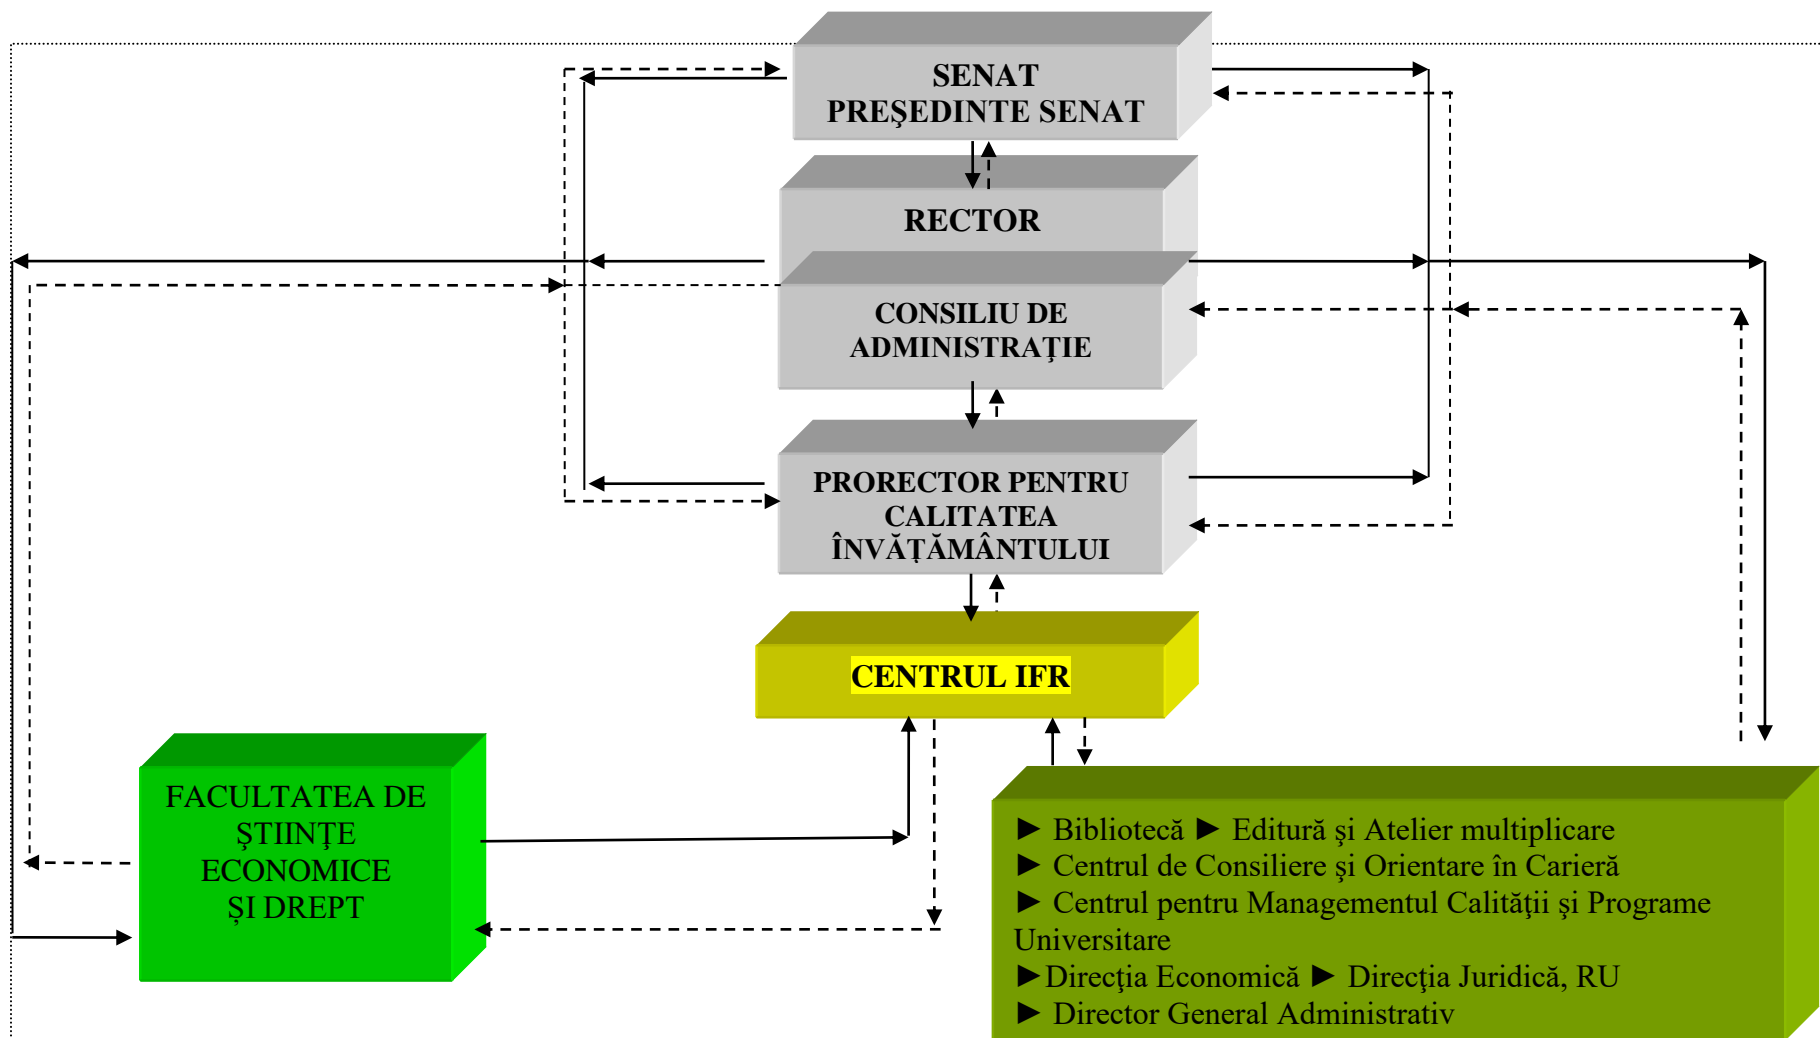 SENAT
PREŞEDINTE SENAT
RECTOR
CONSILIU DE
ADMINISTRAŢIE
PRORECTOR PENTRU
CALITATEA
ÎNVĂȚĂMÂNTULUI
CENTRUL IFR
FACULTATEA DE
ŞTIINŢE
ECONOMICE
ȘI DREPT
► Bibliotecă ► Editură şi Atelier multiplicare
► Centrul de Consiliere şi Orientare în Carieră
► Centrul pentru Managementul Calităţii şi Programe
Universitare
►Direcţia Economică ► Direcţia Juridică, RU
► Director General Administrativ